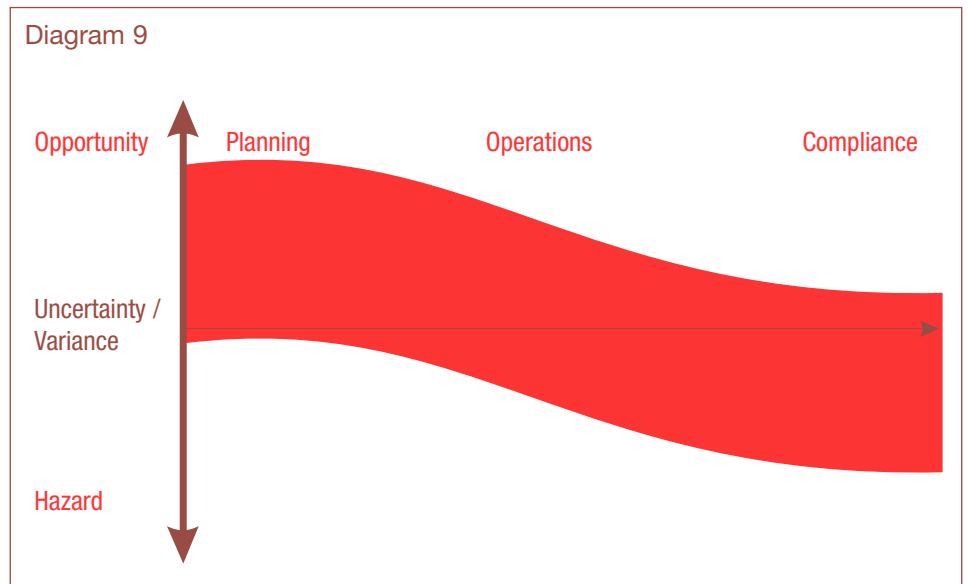 Diagram 9
Opportunity
Planning
Operations
Compliance
Uncertainty /
Variance
Hazard